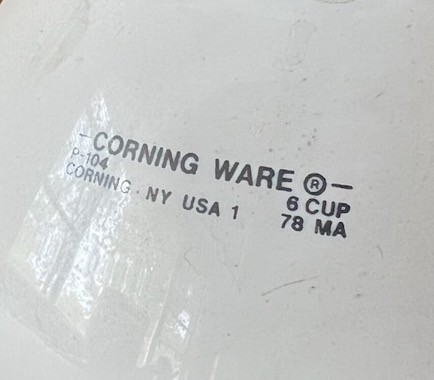 -CORNING WARE ®-
P-104 6 CUP
CORNING . NY USA 1 78 MA